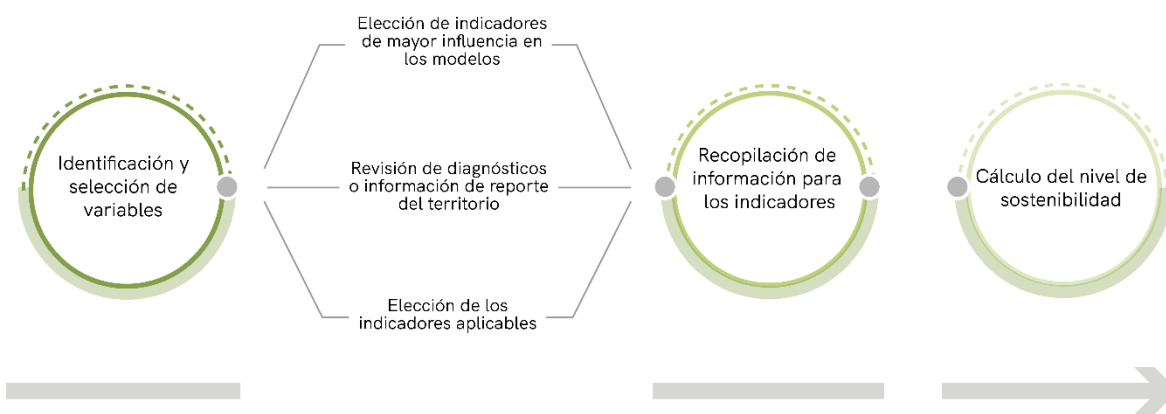 Identificación y
selección de
variables
Elección de indicadores
de mayor influencia en
los modelos
Revisión de diagnósticos
o información de reporte
del territorio
Elección de los
indicadores aplicables
Recopilación de
información para
los indicadores
Cálculo del nivel de
sostenibilidad